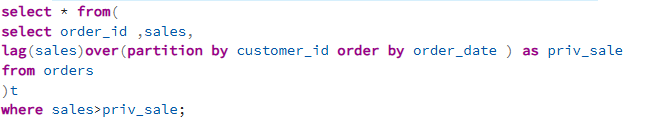 select * from(
select order_id ,sales,
lag(sales)over(partition by customer_id order by order_date ) as priv_sale
from orders
)t
where sales>priv_sale;